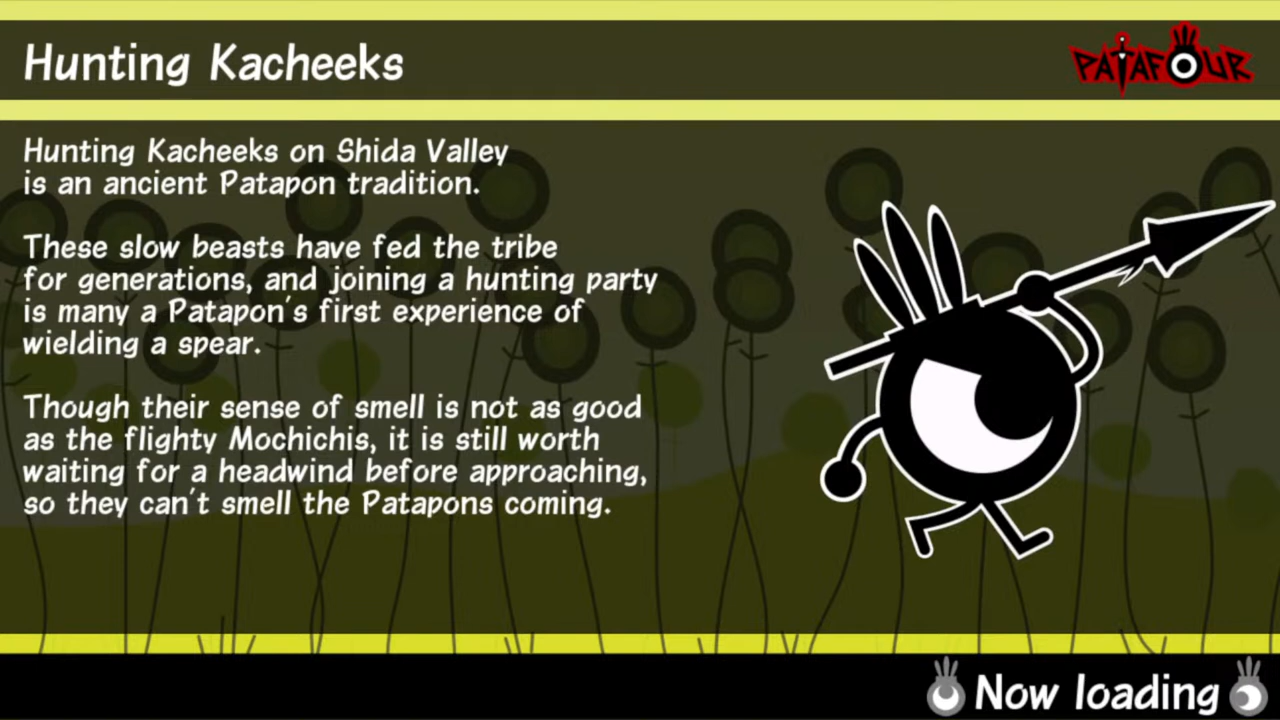 Hunting Kacheeks
PATAFOUR
Hunting Kacheeks on Shida Valley
is an ancient Patapon tradition.
These slow beasts have fed the tribe
for generations, and joining a hunting party
is many a Patapon's first experience of
wielding a spear.
Though their sense of smell is not as good
as the flighty Mochichis, it is still worth
waiting for a headwind before approaching,
so they can't smell the Patapons coming.
Now loading